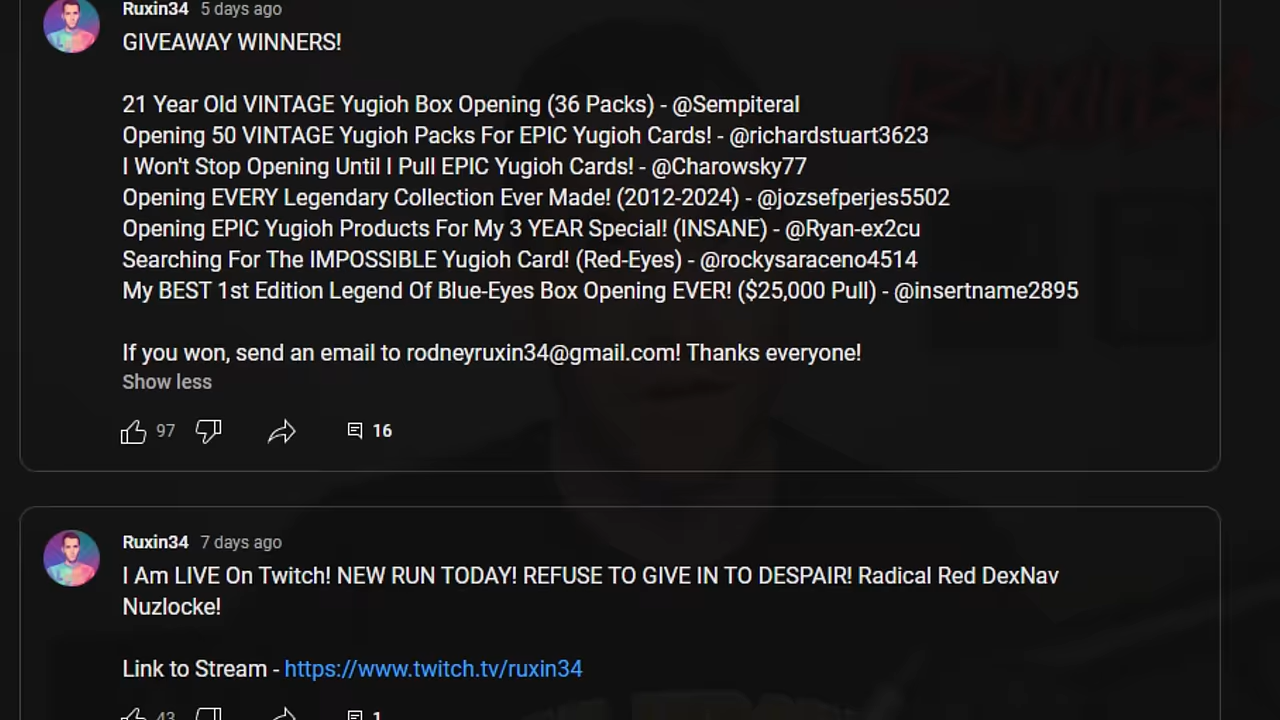 Ruxin34 5 days ago
GIVEAWAY WINNERS!
21 Year Old VINTAGE Yugioh Box Opening (36 Packs) - @Sempiteral
Opening 50 VINTAGE Yugioh Packs For EPIC Yugioh Cards! - @richardstuart3623
I Won't Stop Opening Until I Pull EPIC Yugioh Cards! - @Charowsky77
Opening EVERY Legendary Collection Ever Made! (2012-2024) - @jozsefperjes5502
Opening EPIC Yugioh Products For My 3 YEAR Special! (INSANE) - @Ryan-ex2cu
Searching For The IMPOSSIBLE Yugioh Card! (Red-Eyes) - @rockysaraceno4514
My BEST 1st Edition Legend Of Blue-Eyes Box Opening EVER! ($25,000 Pull) - @insertname2895
If you won, send an email to rodneyruxin34@gmail.com! Thanks everyone!
Show less
97 16
Ruxin34 7 days ago
I Am LIVE On Twitch! NEW RUN TODAY! REFUSE TO GIVE IN TO DESPAIR! Radical Red DexNav
Nuzlocke!
Link to Stream - https://www.twitch.tv/ruxin34
43 1